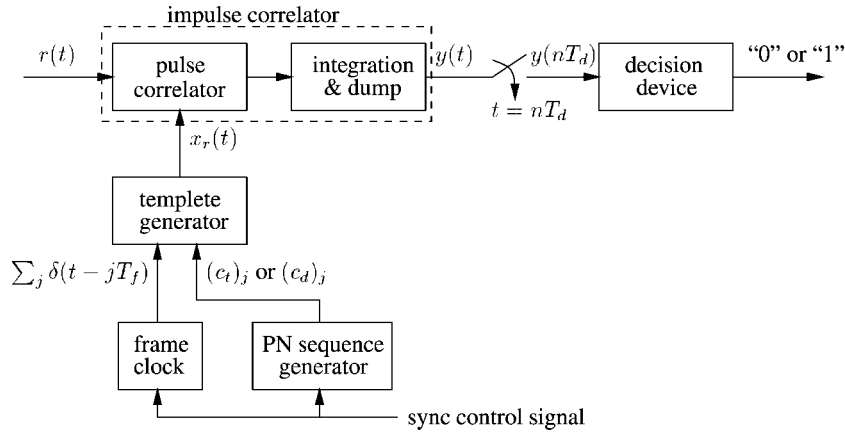 impulse correlator
r(t)
pulse
correlator
integration
& dump
y(t)
y(nT_d)
t = nT_d
decision
device
“0” or “1”
x_r(t)
templete
generator
∑_j δ(t − jT_f)
(c_t)_j or (c_d)_j
frame
clock
PN sequence
generator
sync control signal